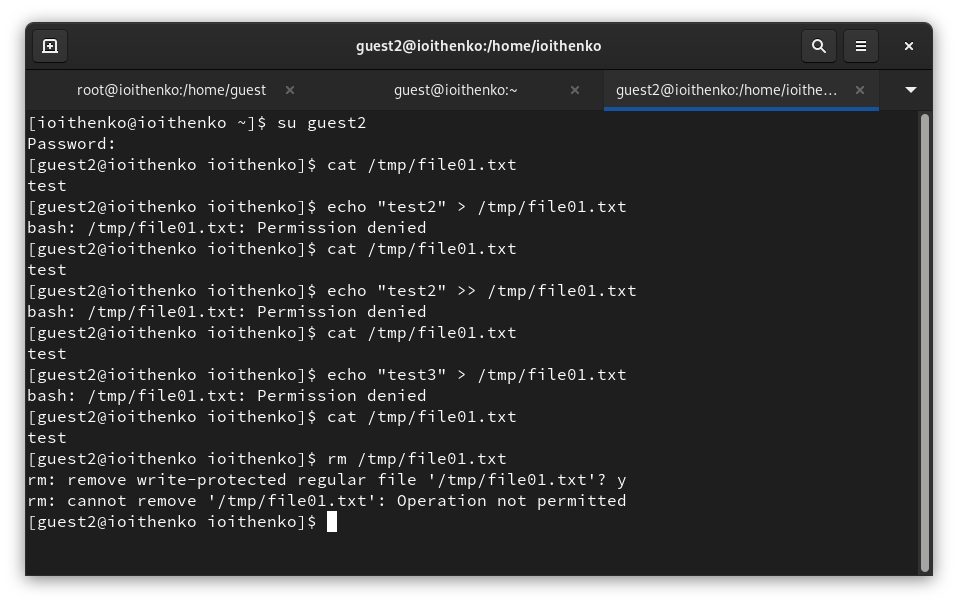 guest2@ioithenko:/home/ioithenko
root@ioithenko:/home/guest
guest@ioithenko:~
guest2@ioithenko:/home/ioithe…
[ioithenko@ioithenko ~]$ su guest2
Password:
[guest2@ioithenko ioithenko]$ cat /tmp/file01.txt
test
[guest2@ioithenko ioithenko]$ echo "test2" > /tmp/file01.txt
bash: /tmp/file01.txt: Permission denied
[guest2@ioithenko ioithenko]$ cat /tmp/file01.txt
test
[guest2@ioithenko ioithenko]$ echo "test2" >> /tmp/file01.txt
bash: /tmp/file01.txt: Permission denied
[guest2@ioithenko ioithenko]$ cat /tmp/file01.txt
test
[guest2@ioithenko ioithenko]$ echo "test3" > /tmp/file01.txt
bash: /tmp/file01.txt: Permission denied
[guest2@ioithenko ioithenko]$ cat /tmp/file01.txt
test
[guest2@ioithenko ioithenko]$ rm /tmp/file01.txt
rm: remove write-protected regular file '/tmp/file01.txt'? y
rm: cannot remove '/tmp/file01.txt': Operation not permitted
[guest2@ioithenko ioithenko]$